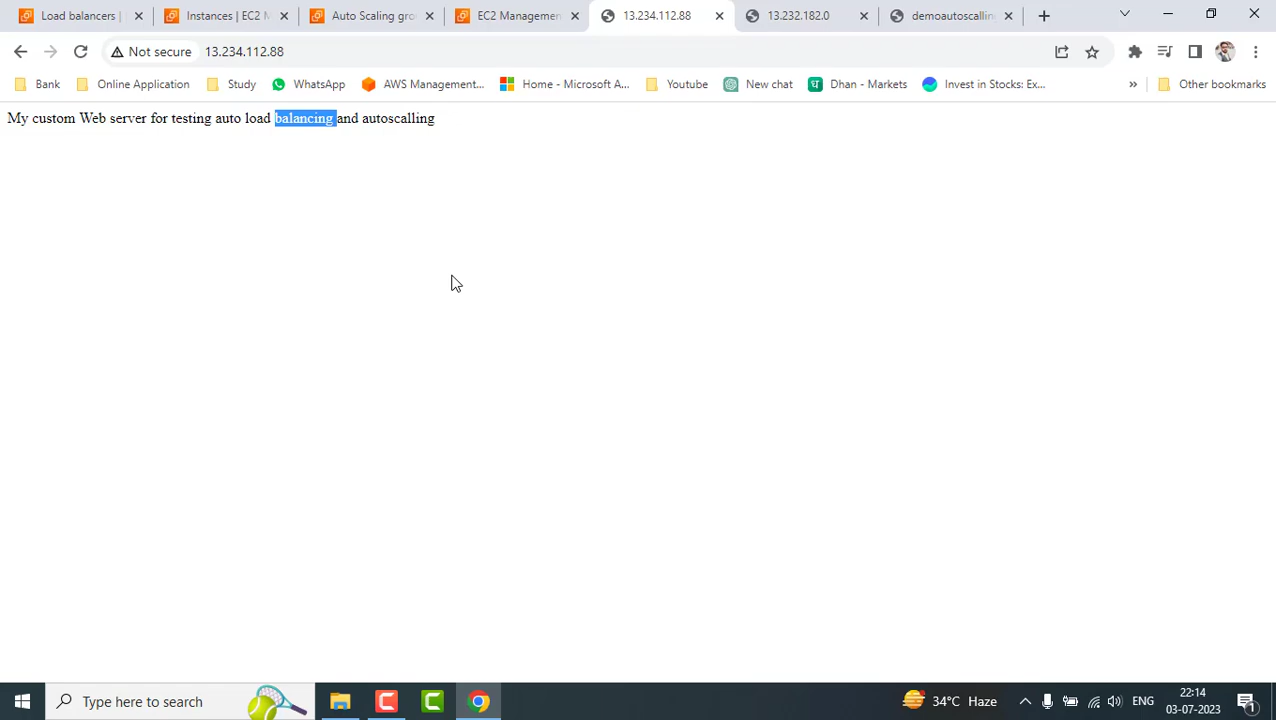 Load balancers |
Instances | EC2 M
Auto Scaling gro
EC2 Managemen
13.234.112.88
13.232.182.0
demoautoscallin
Not secure
13.234.112.88
Bank
Online Application
Study
WhatsApp
AWS Management...
Home - Microsoft A...
Youtube
New chat
Dhan - Markets
Invest in Stocks: Ex...
»
Other bookmarks
My custom Web server for testing auto load balancing and autoscalling
Type here to search
34°C Haze
ENG
22:14
03-07-2023
1